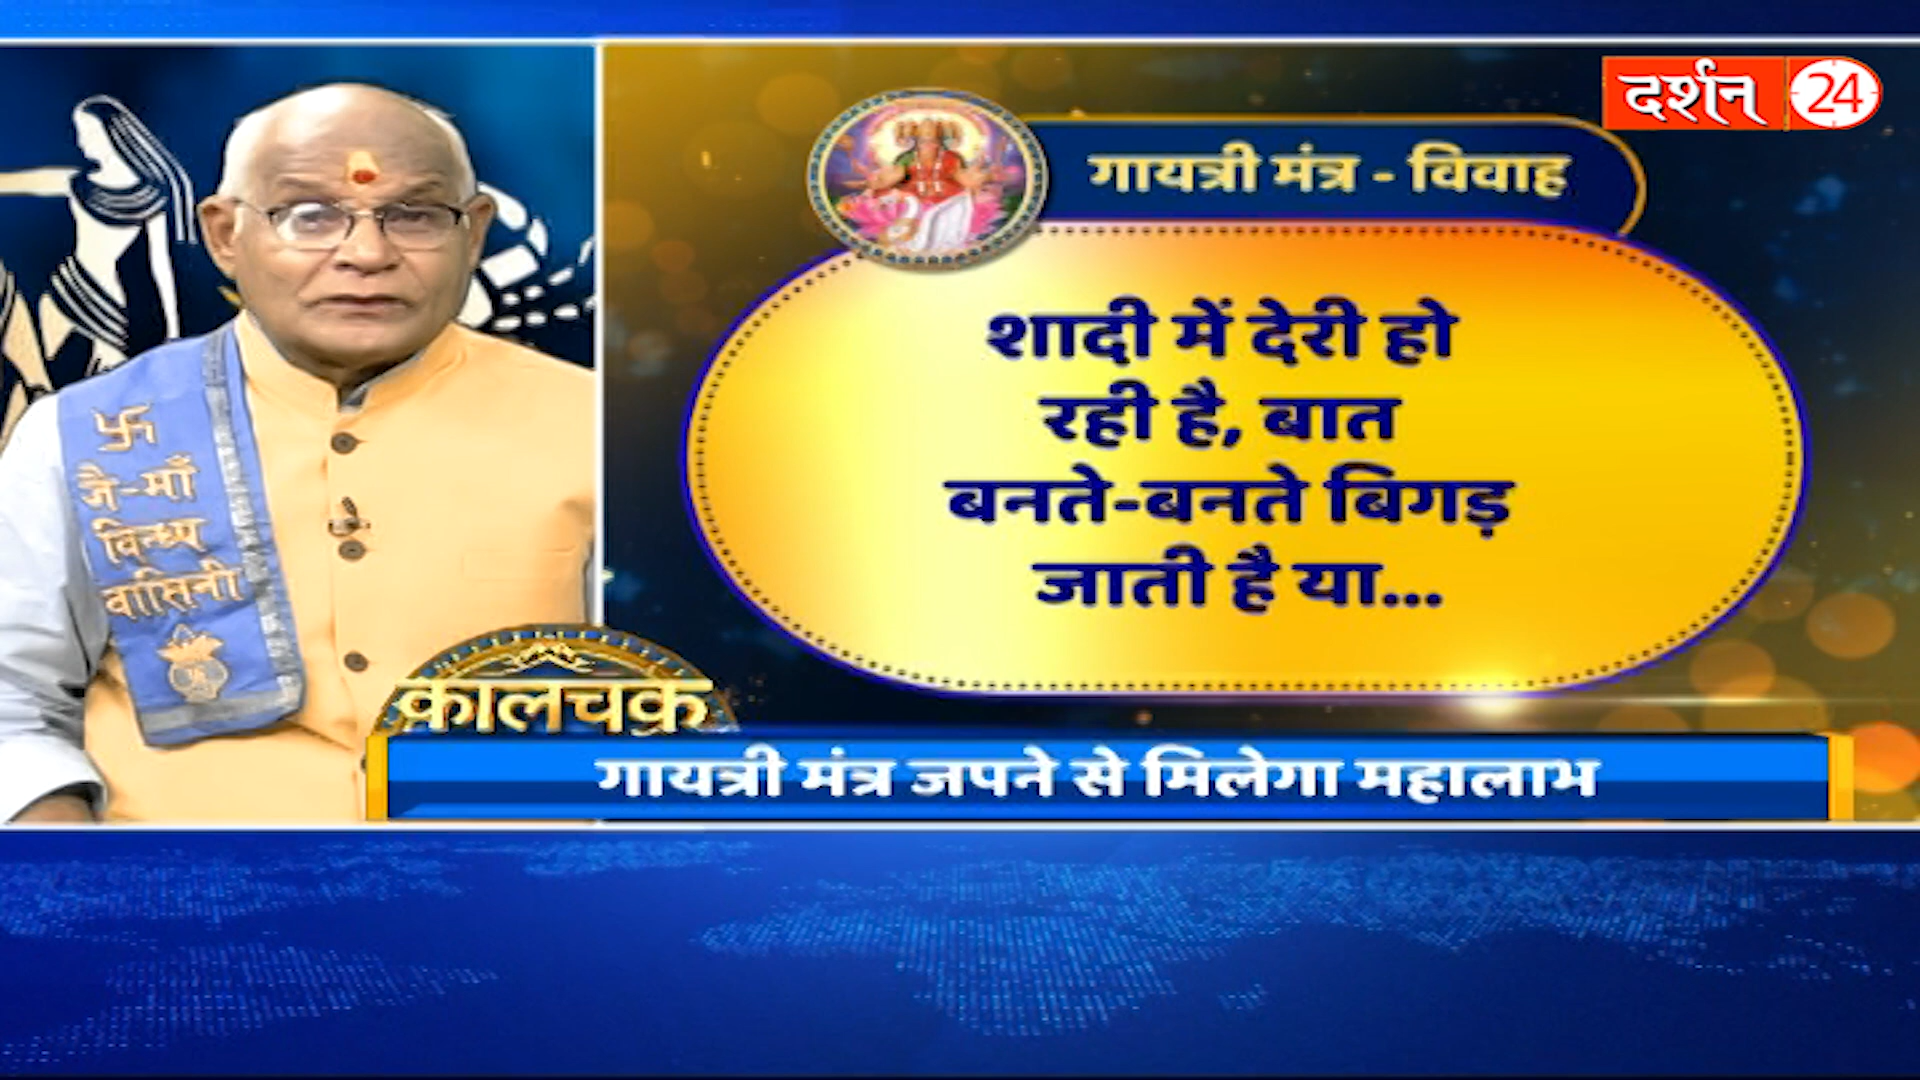 दर्शन 24
गायत्री मंत्र - विवाह
शादी में देरी हो
रही है, बात
बनते-बनते बिगड़
जाती है या...
जै-माँ
विन्ध्य
वासिनी
कालचक्र
गायत्री मंत्र जपने से मिलेगा महालाभ